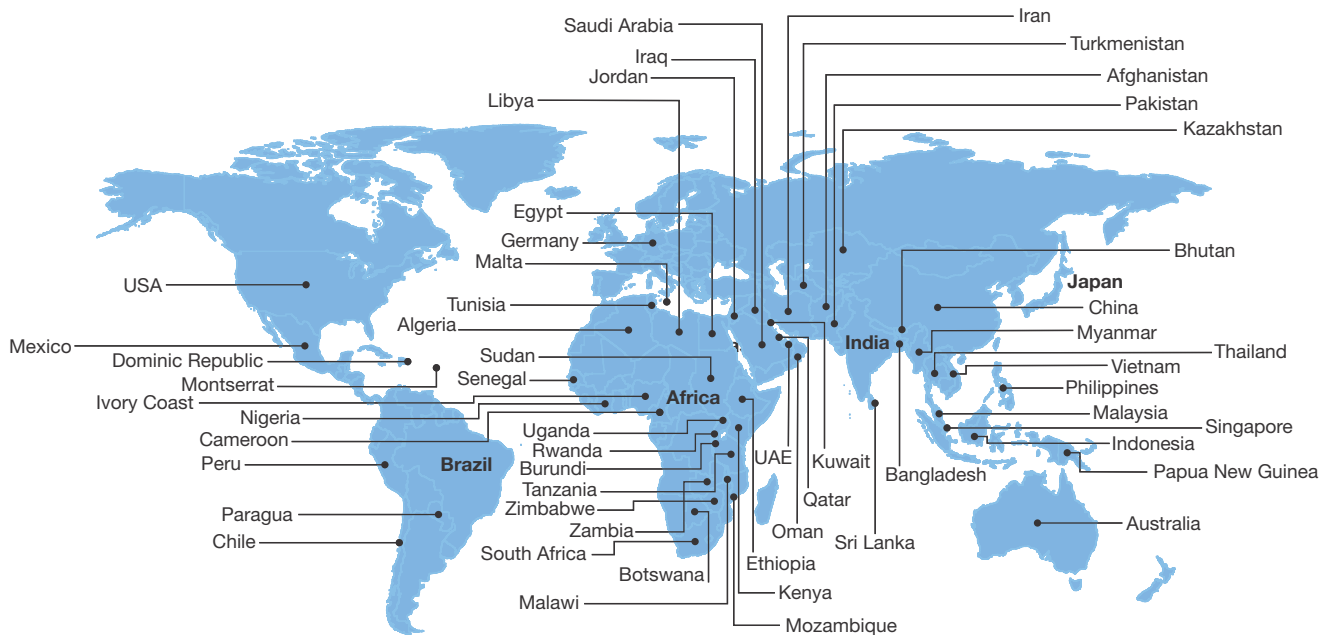 Iran
Saudi Arabia
Turkmenistan
Iraq
Jordan
Afghanistan
Libya
Pakistan
Kazakhstan
Egypt
Germany
Bhutan
Malta
Japan
USA
Tunisia
China
Algeria
Myanmar
Mexico
India
Dominic Republic
Sudan
Thailand
Montserrat
Senegal
Vietnam
Philippines
Ivory Coast
Africa
Nigeria
Malaysia
Cameroon
Uganda
Singapore
Rwanda
Indonesia
Peru
Brazil
Burundi
UAE
Kuwait
Bangladesh
Papua New Guinea
Tanzania
Qatar
Zimbabwe
Paragua
Zambia
Oman
Australia
Chile
South Africa
Sri Lanka
Ethiopia
Botswana
Kenya
Malawi
Mozambique